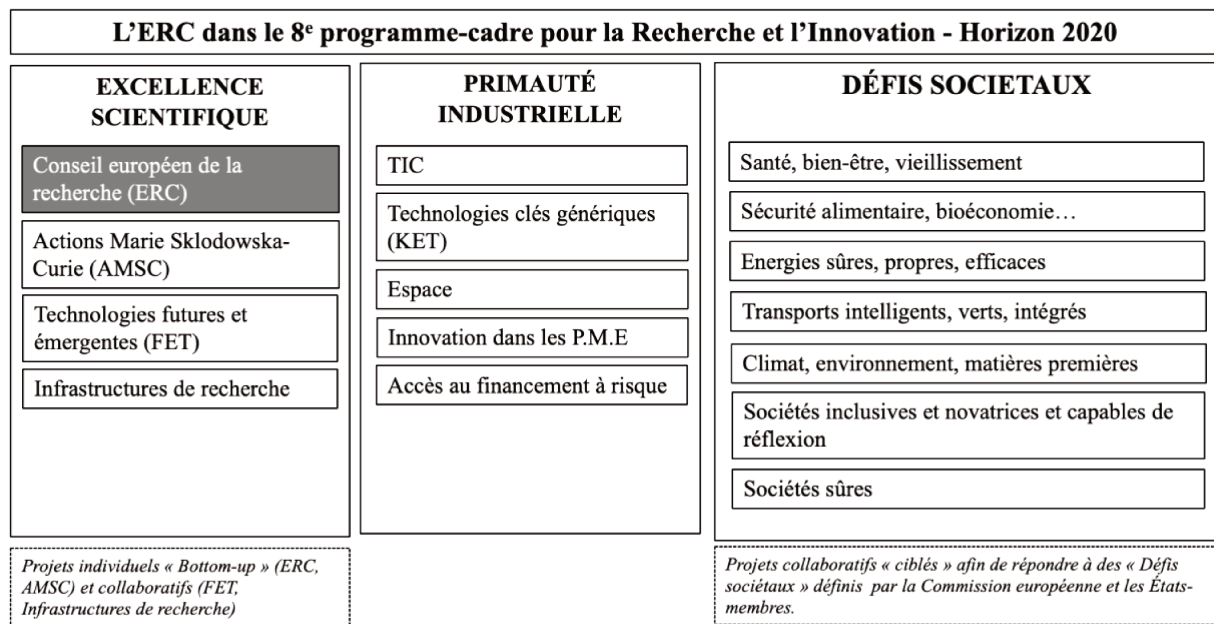 L’ERC dans le 8e programme-cadre pour la Recherche et l’Innovation - Horizon 2020
EXCELLENCE
SCIENTIFIQUE
Conseil européen de la
recherche (ERC)
Actions Marie Sklodowska-
Curie (AMSC)
Technologies futures et
émergentes (FET)
Infrastructures de recherche
Projets individuels « Bottom-up » (ERC,
AMSC) et collaboratifs (FET,
Infrastructures de recherche)
PRIMAUTÉ
INDUSTRIELLE
TIC
Technologies clés génériques
(KET)
Espace
Innovation dans les P.M.E
Accès au financement à risque
DÉFIS SOCIETAUX
Santé, bien-être, vieillissement
Sécurité alimentaire, bioéconomie…
Energies sûres, propres, efficaces
Transports intelligents, verts, intégrés
Climat, environnement, matières premières
Sociétés inclusives et novatrices et capables de
réflexion
Sociétés sûres
Projets collaboratifs « ciblés » afin de répondre à des « Défis
sociétaux » définis par la Commission européenne et les États-
membres.